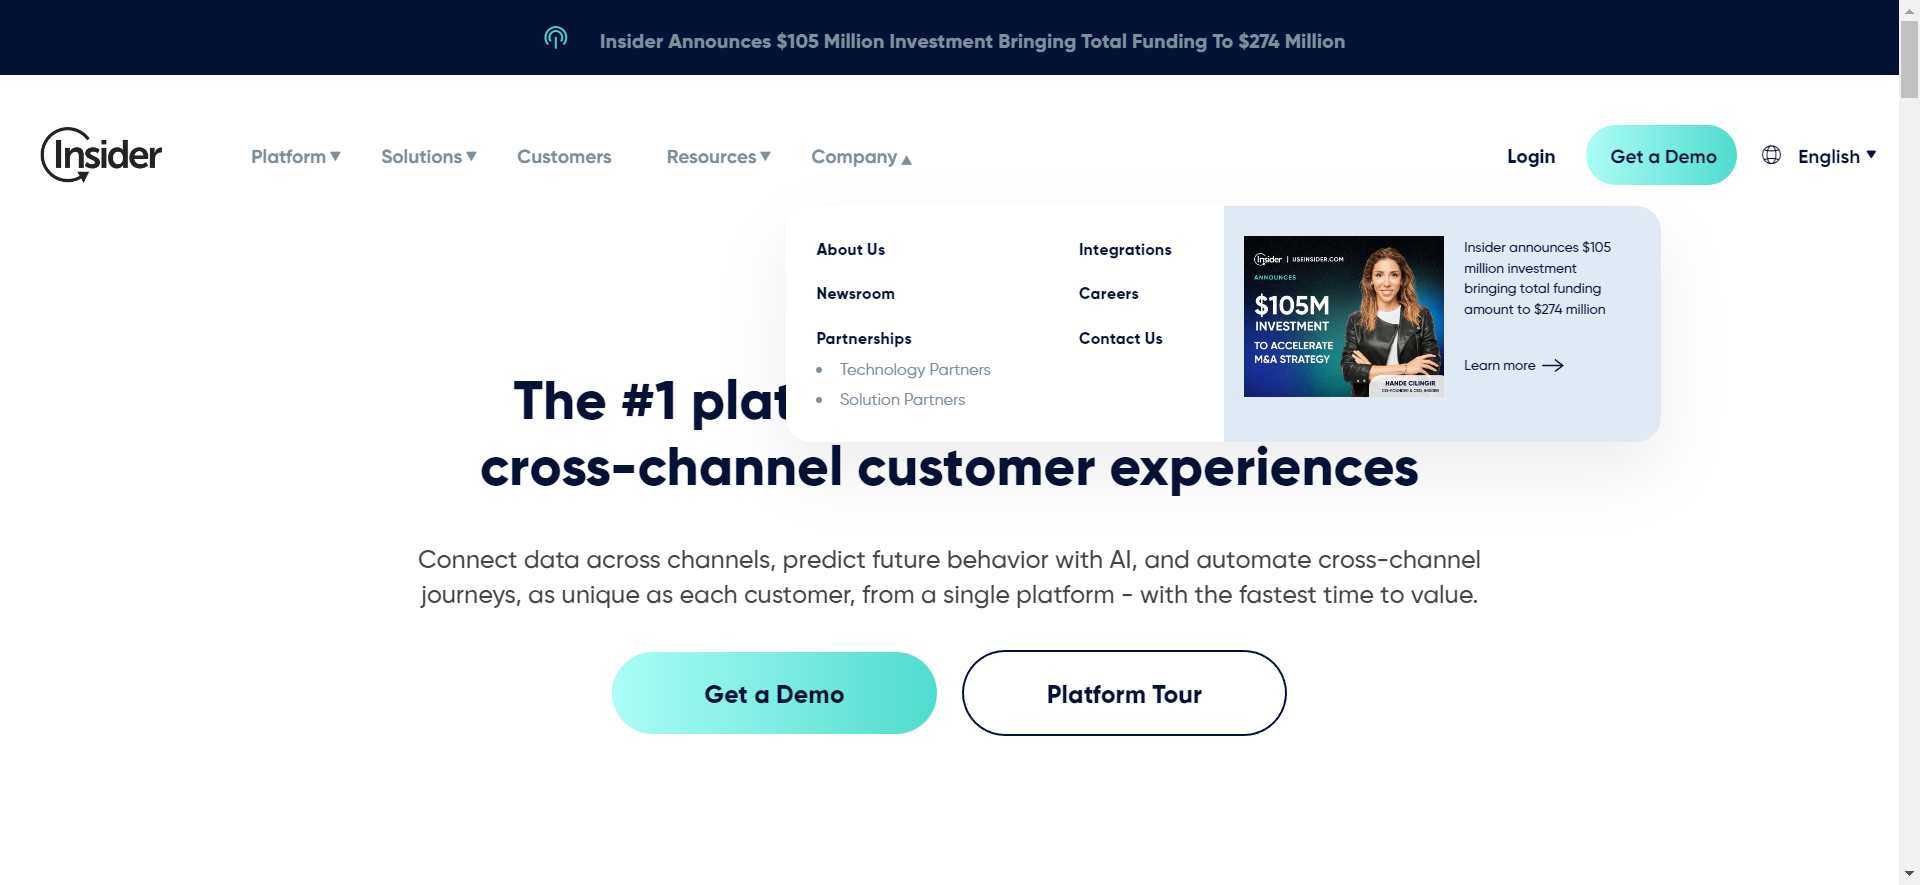 Insider Announces $105 Million Investment Bringing Total Funding To $274 Million
Insider
Platform
Solutions
Customers
Resources
Company
Login
Get a Demo
English
About Us
Newsroom
Partnerships
Technology Partners
Solution Partners
Integrations
Careers
Contact Us
Insider | USEINSIDER.COM
ANNOUNCES
$105M
INVESTMENT
TO ACCELERATE
M&A STRATEGY
HANDE CILINGIR
CO-FOUNDER & CEO, INSIDER
Insider announces $105
million investment
bringing total funding
amount to $274 million
Learn more
The #1 plat
cross-channel customer experiences
Connect data across channels, predict future behavior with AI, and automate cross-channel
journeys, as unique as each customer, from a single platform - with the fastest time to value.
Get a Demo
Platform Tour